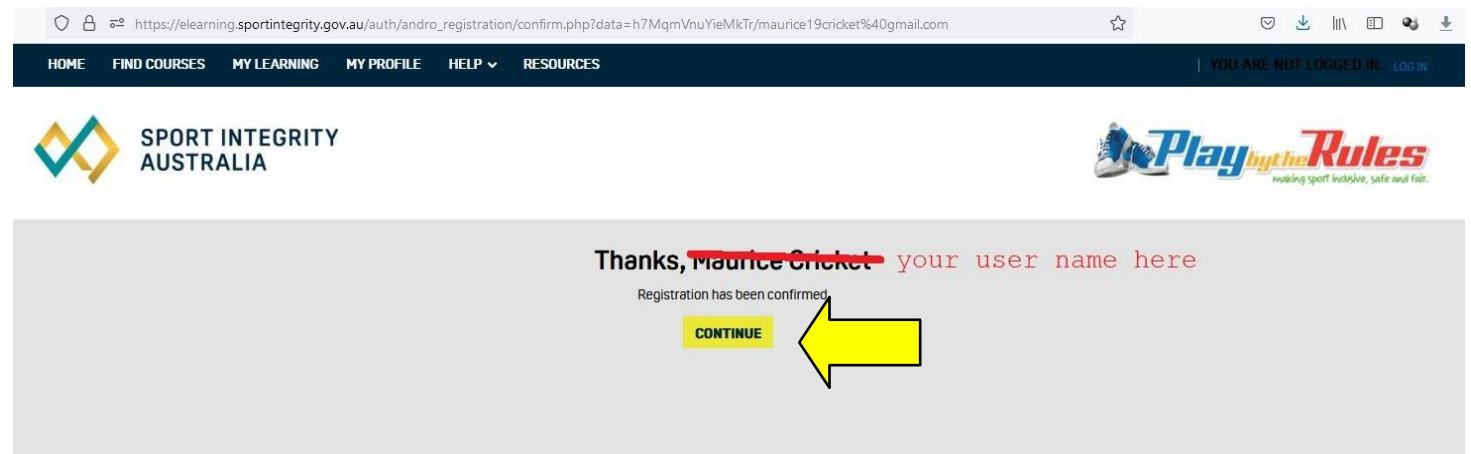 https://elearning.sportintegrity.gov.au/auth/andro_registration/confirm.php?data=h7MqmVnuYieMkTr/maurice19cricket%40gmail.com
HOME FIND COURSES MY LEARNING MY PROFILE HELP RESOURCES | YOU ARE NOT LOGGED IN. LOG IN
SPORT INTEGRITY
AUSTRALIA
Play by the Rules
making sport inclusive, safe and fair.
Thanks, Maurice Cricket your user name here
Registration has been confirmed
CONTINUE